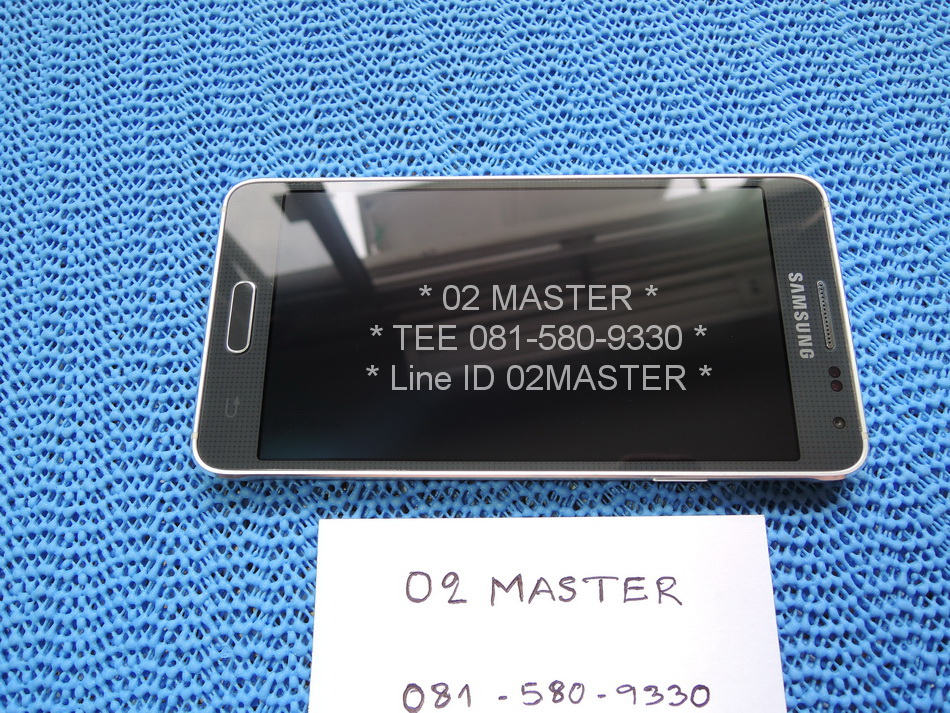 * 02 MASTER *
* TEE 081-580-9330 *
* Line ID 02MASTER *
SAMSUNG
02 MASTER
081 - 580 - 9330